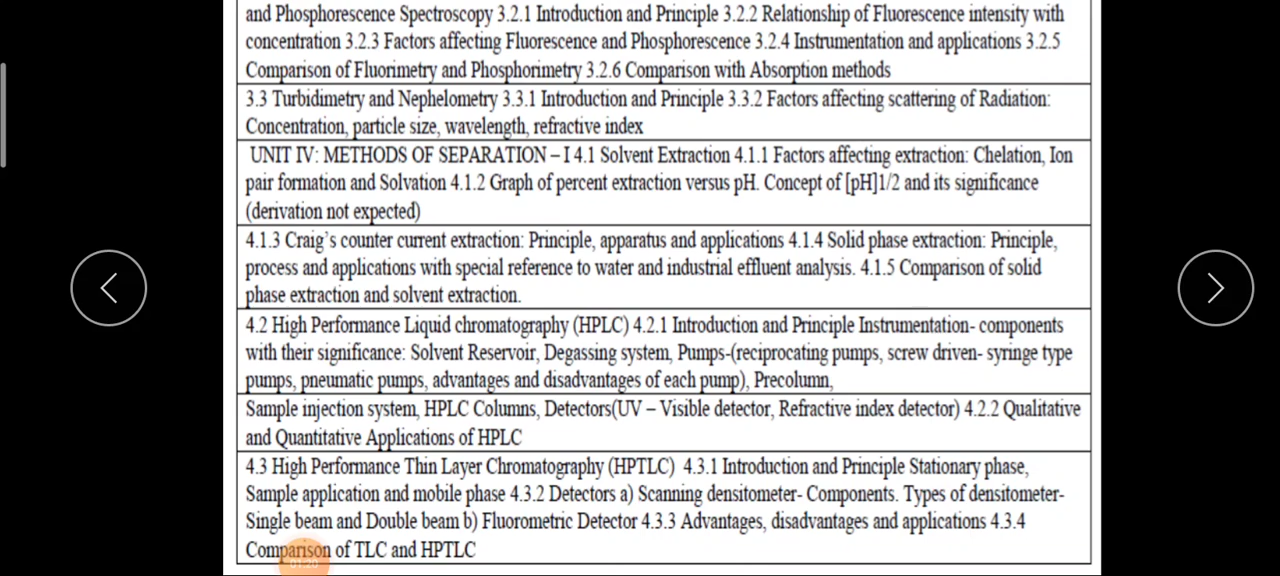 and Phosphorescence Spectroscopy 3.2.1 Introduction and Principle 3.2.2 Relationship of Fluorescence intensity with
concentration 3.2.3 Factors affecting Fluorescence and Phosphorescence 3.2.4 Instrumentation and applications 3.2.5
Comparison of Fluorimetry and Phosphorimetry 3.2.6 Comparison with Absorption methods
3.3 Turbidimetry and Nephelometry 3.3.1 Introduction and Principle 3.3.2 Factors affecting scattering of Radiation:
Concentration, particle size, wavelength, refractive index
UNIT IV: METHODS OF SEPARATION – I 4.1 Solvent Extraction 4.1.1 Factors affecting extraction: Chelation, Ion
pair formation and Solvation 4.1.2 Graph of percent extraction versus pH. Concept of [pH]1/2 and its significance
(derivation not expected)
4.1.3 Craig’s counter current extraction: Principle, apparatus and applications 4.1.4 Solid phase extraction: Principle,
process and applications with special reference to water and industrial effluent analysis. 4.1.5 Comparison of solid
phase extraction and solvent extraction.
4.2 High Performance Liquid chromatography (HPLC) 4.2.1 Introduction and Principle Instrumentation- components
with their significance: Solvent Reservoir, Degassing system, Pumps-(reciprocating pumps, screw driven- syringe type
pumps, pneumatic pumps, advantages and disadvantages of each pump), Precolumn,
Sample injection system, HPLC Columns, Detectors(UV – Visible detector, Refractive index detector) 4.2.2 Qualitative
and Quantitative Applications of HPLC
4.3 High Performance Thin Layer Chromatography (HPTLC) 4.3.1 Introduction and Principle Stationary phase,
Sample application and mobile phase 4.3.2 Detectors a) Scanning densitometer- Components. Types of densitometer-
Single beam and Double beam b) Fluorometric Detector 4.3.3 Advantages, disadvantages and applications 4.3.4
Comparison of TLC and HPTLC
01:20